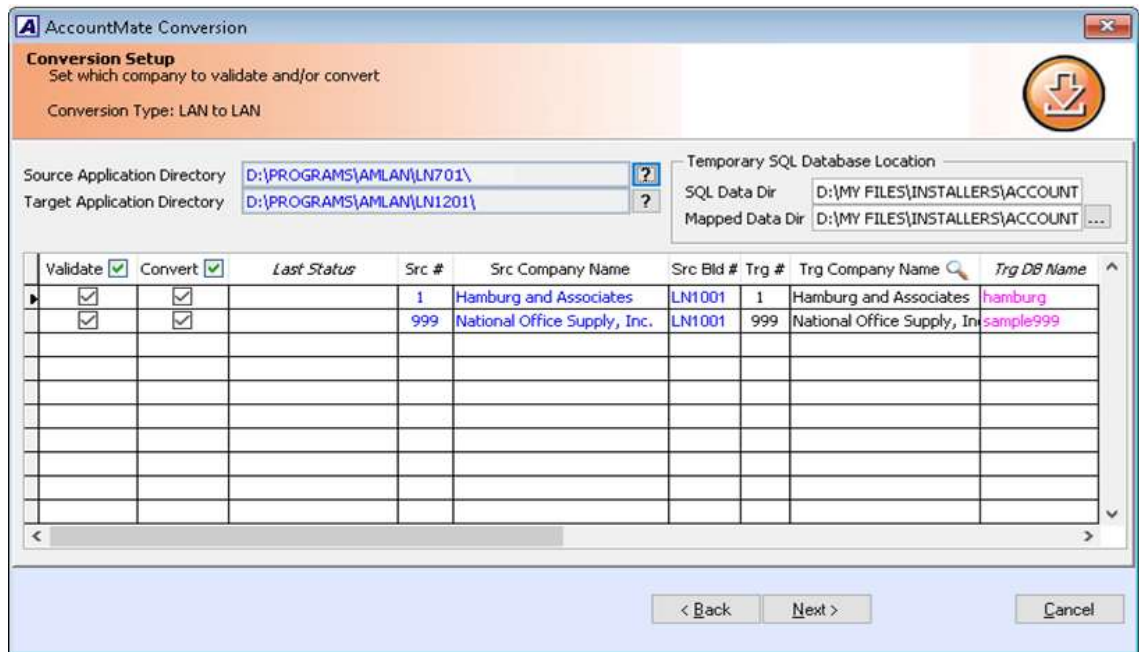 AccountMate Conversion
Conversion Setup
Set which company to validate and/or convert
Conversion Type: LAN to LAN
Source Application Directory D:\PROGRAMS\AMLAN\LN701\ ?
Target Application Directory D:\PROGRAMS\AMLAN\LN1201\ ?
Temporary SQL Database Location
SQL Data Dir D:\MY FILES\INSTALLERS\ACCOUNT
Mapped Data Dir D:\MY FILES\INSTALLERS\ACCOUNT ...
Validate Convert Last Status Src # Src Company Name Src Bld # Trg # Trg Company Name Trg DB Name
1 Hamburg and Associates LN1001 1 Hamburg and Associates hamburg
999 National Office Supply, Inc. LN1001 999 National Office Supply, In sample999
< Back Next > Cancel